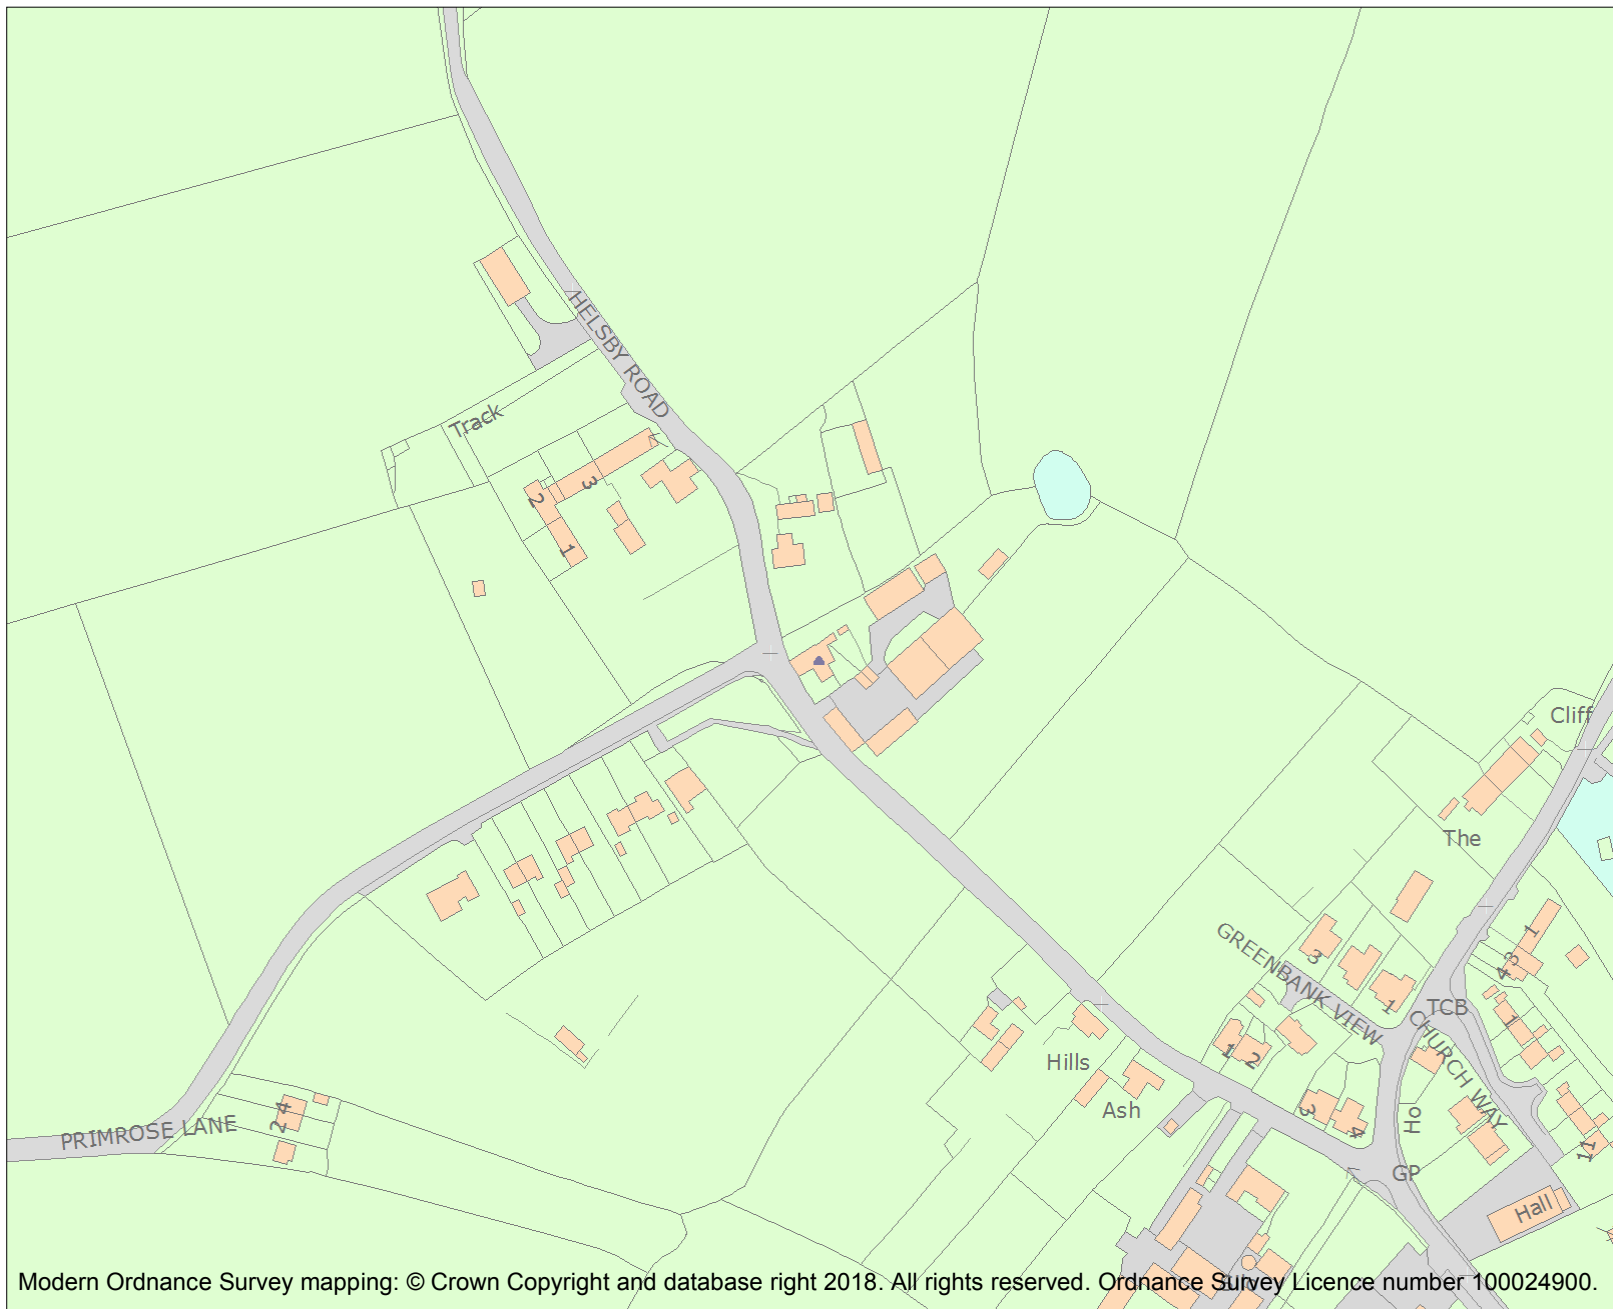 HELSBY ROAD
Track
3
2
1
Cliff
The
GREENBANK VIEW
3
1
TCB
1
3
4
1
CHURCH WAY
1
2
Hills
Ash
3
4
Ho
GP
11
Hall
2 4
PRIMROSE LANE
Modern Ordnance Survey mapping: © Crown Copyright and database right 2018. All rights reserved. Ordnance Survey Licence number 100024900.